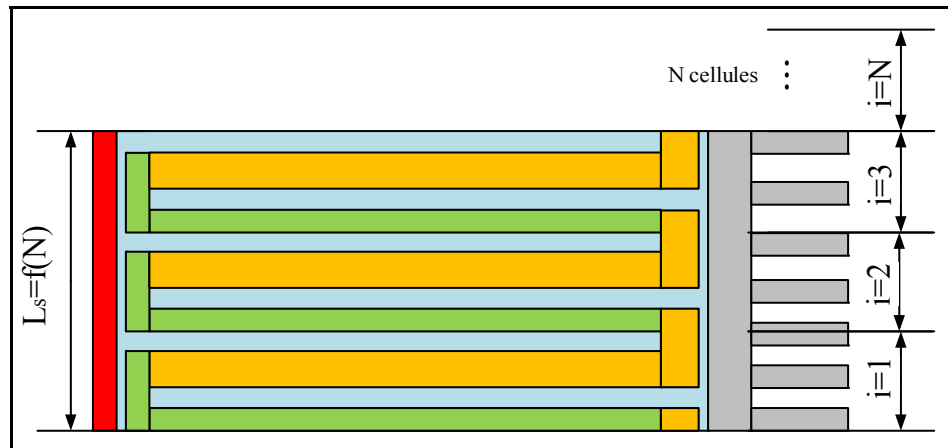 N cellules
i=N
i=3
Ls=f(N)
i=2
i=1